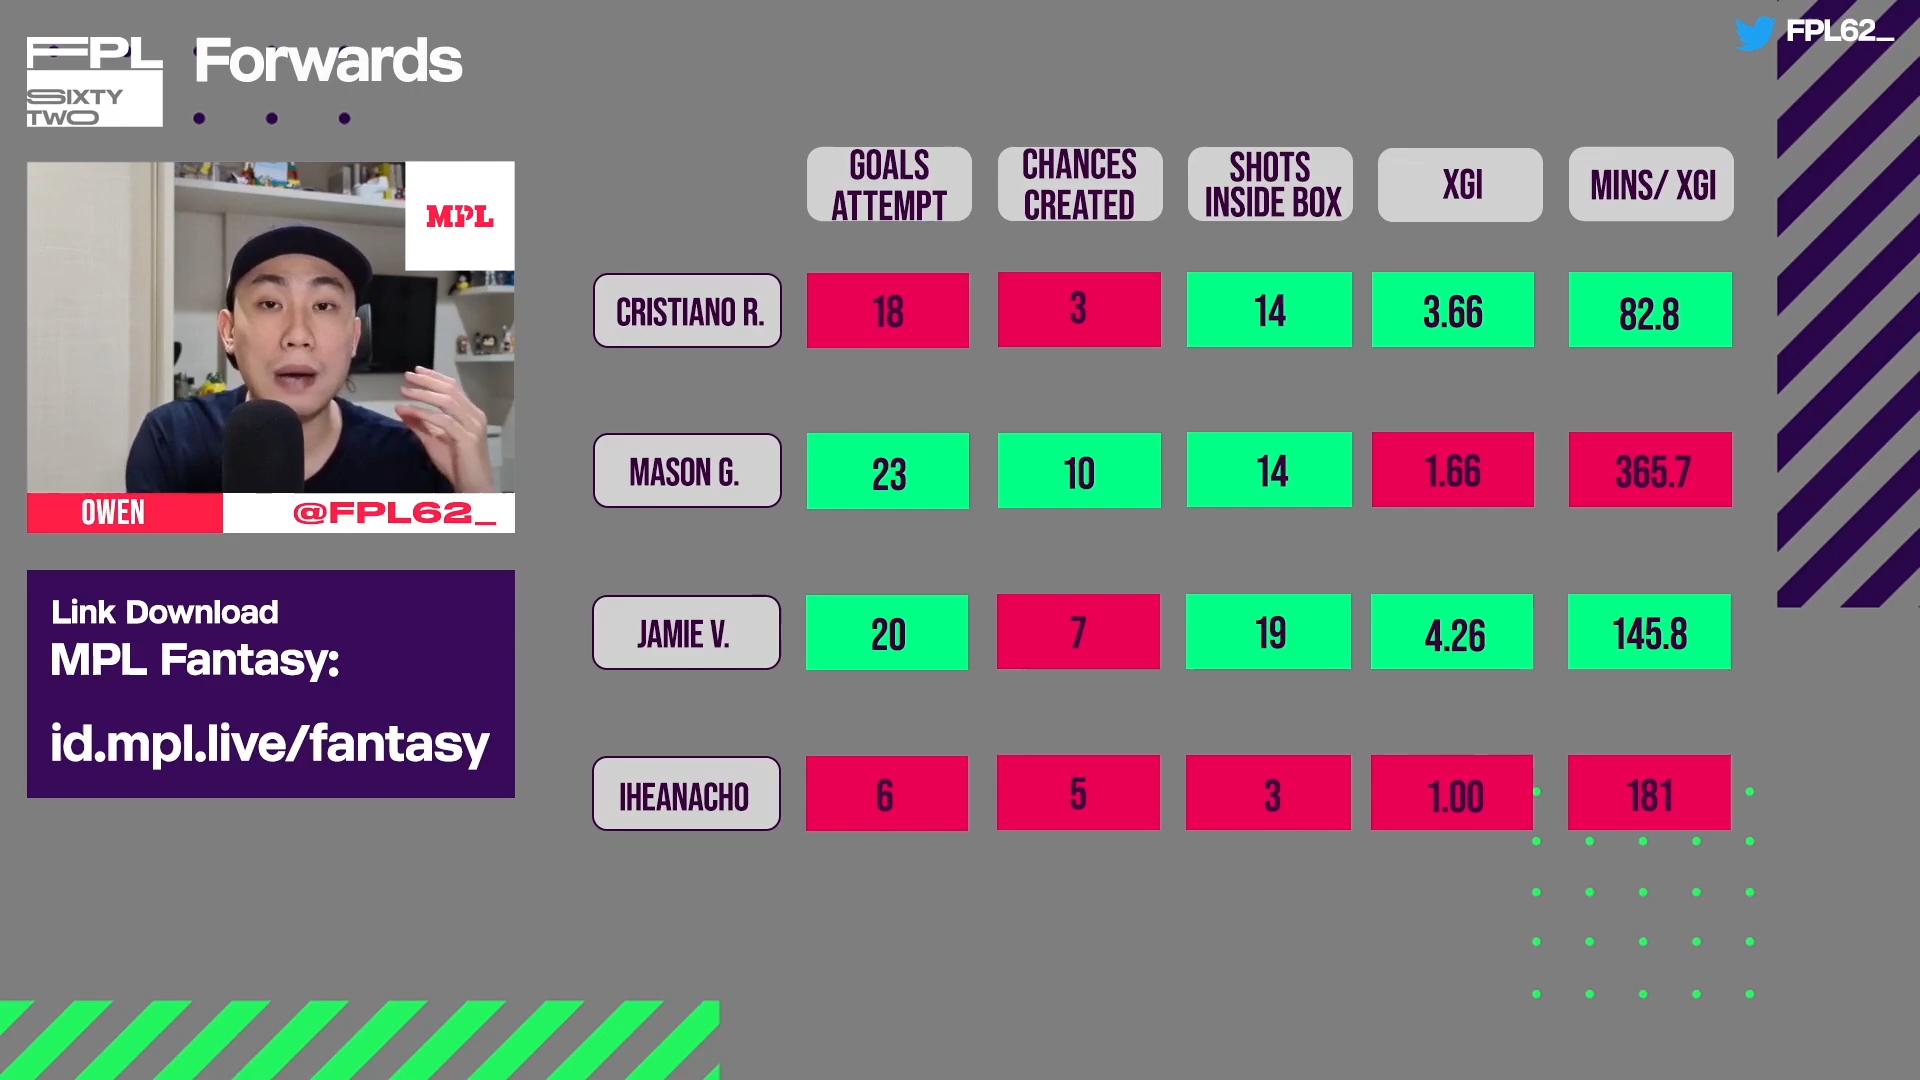 FPL
SIXTY
TWO
Forwards
FPL62_
MPL
OWEN
@FPL62_
Link Download
MPL Fantasy:
id.mpl.live/fantasy
GOALS
ATTEMPT
CHANCES
CREATED
SHOTS
INSIDE BOX
XGI
MINS/ XGI
CRISTIANO R. 18 3 14 3.66 82.8
MASON G. 23 10 14 1.66 365.7
JAMIE V. 20 7 19 4.26 145.8
IHEANACHO 6 5 3 1.00 181